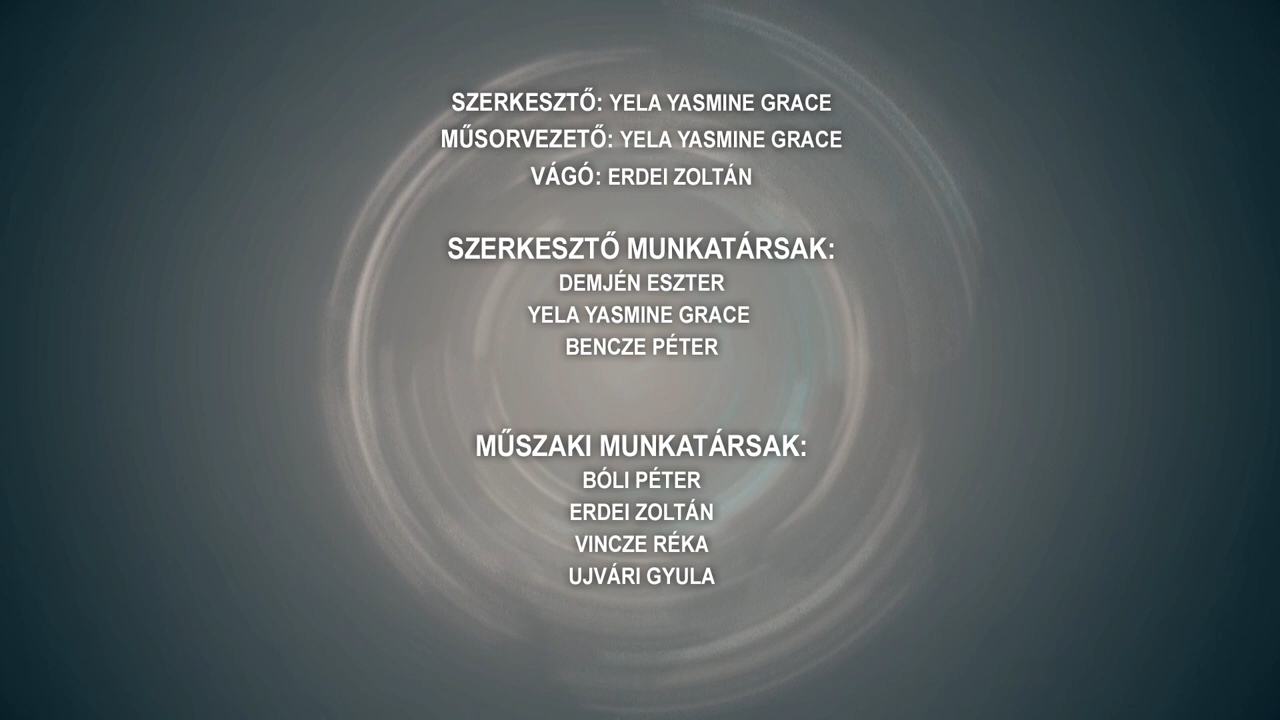 SZERKESZTŐ: YELA YASMINE GRACE
MŰSORVEZETŐ: YELA YASMINE GRACE
VÁGÓ: ERDEI ZOLTÁN
SZERKESZTŐ MUNKATÁRSAK:
DEMJÉN ESZTER
YELA YASMINE GRACE
BENCZE PÉTER
MŰSZAKI MUNKATÁRSAK:
BÓLI PÉTER
ERDEI ZOLTÁN
VINCZE RÉKA
UJVÁRI GYULA